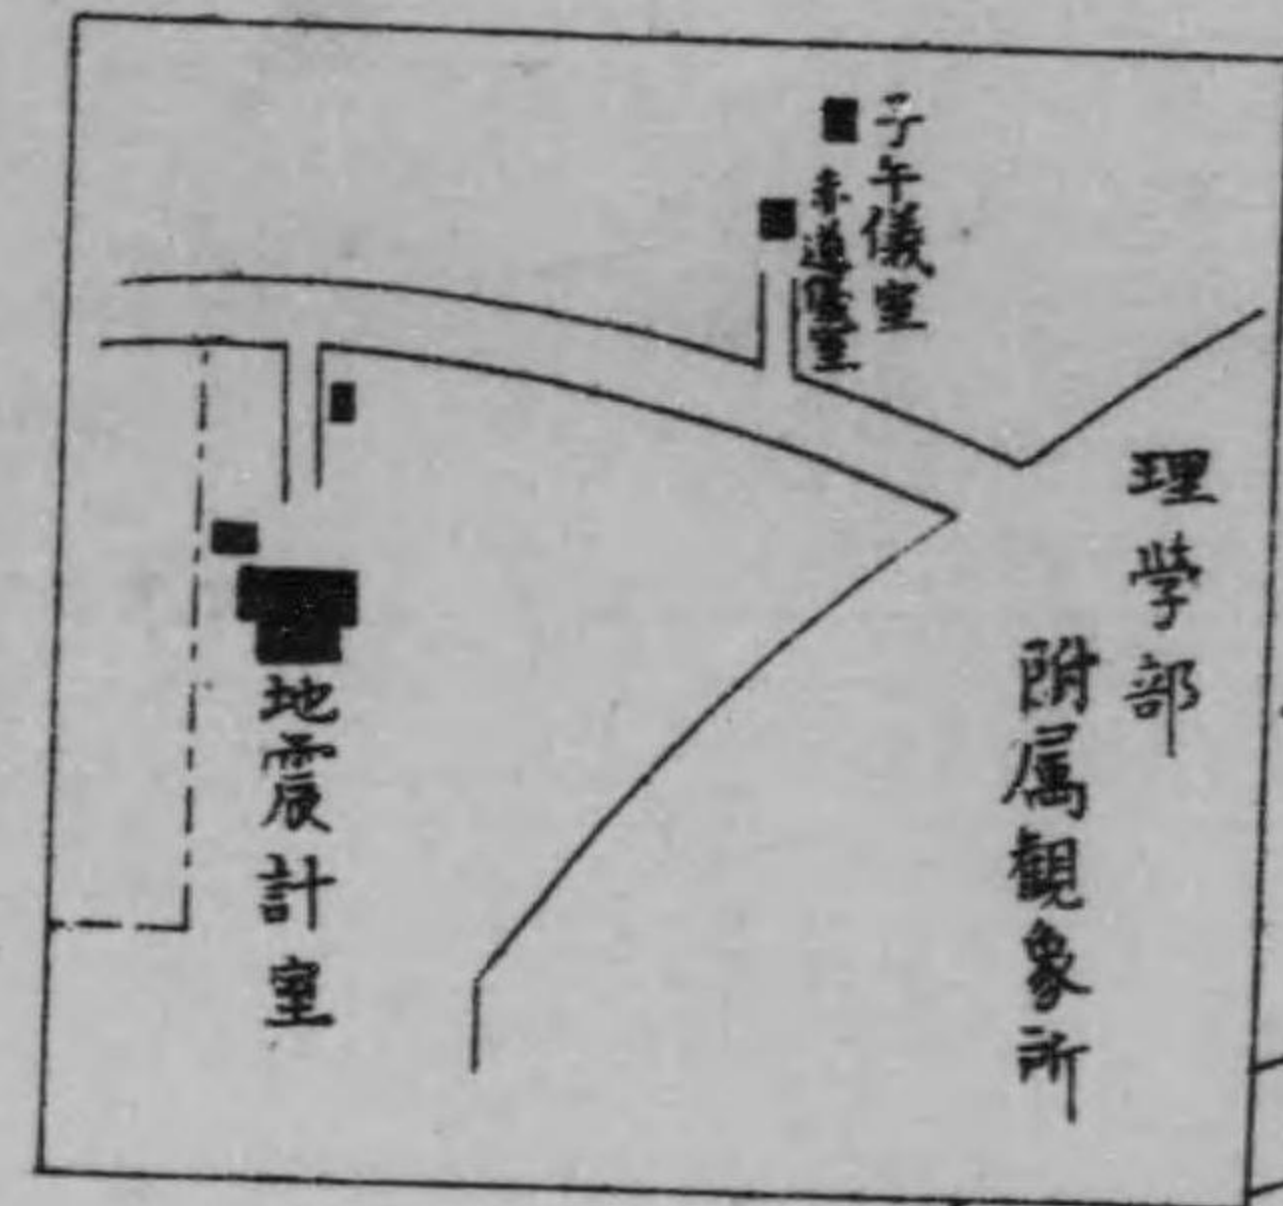 理学部
附属観象所
子午儀室
赤道儀室
地震計室